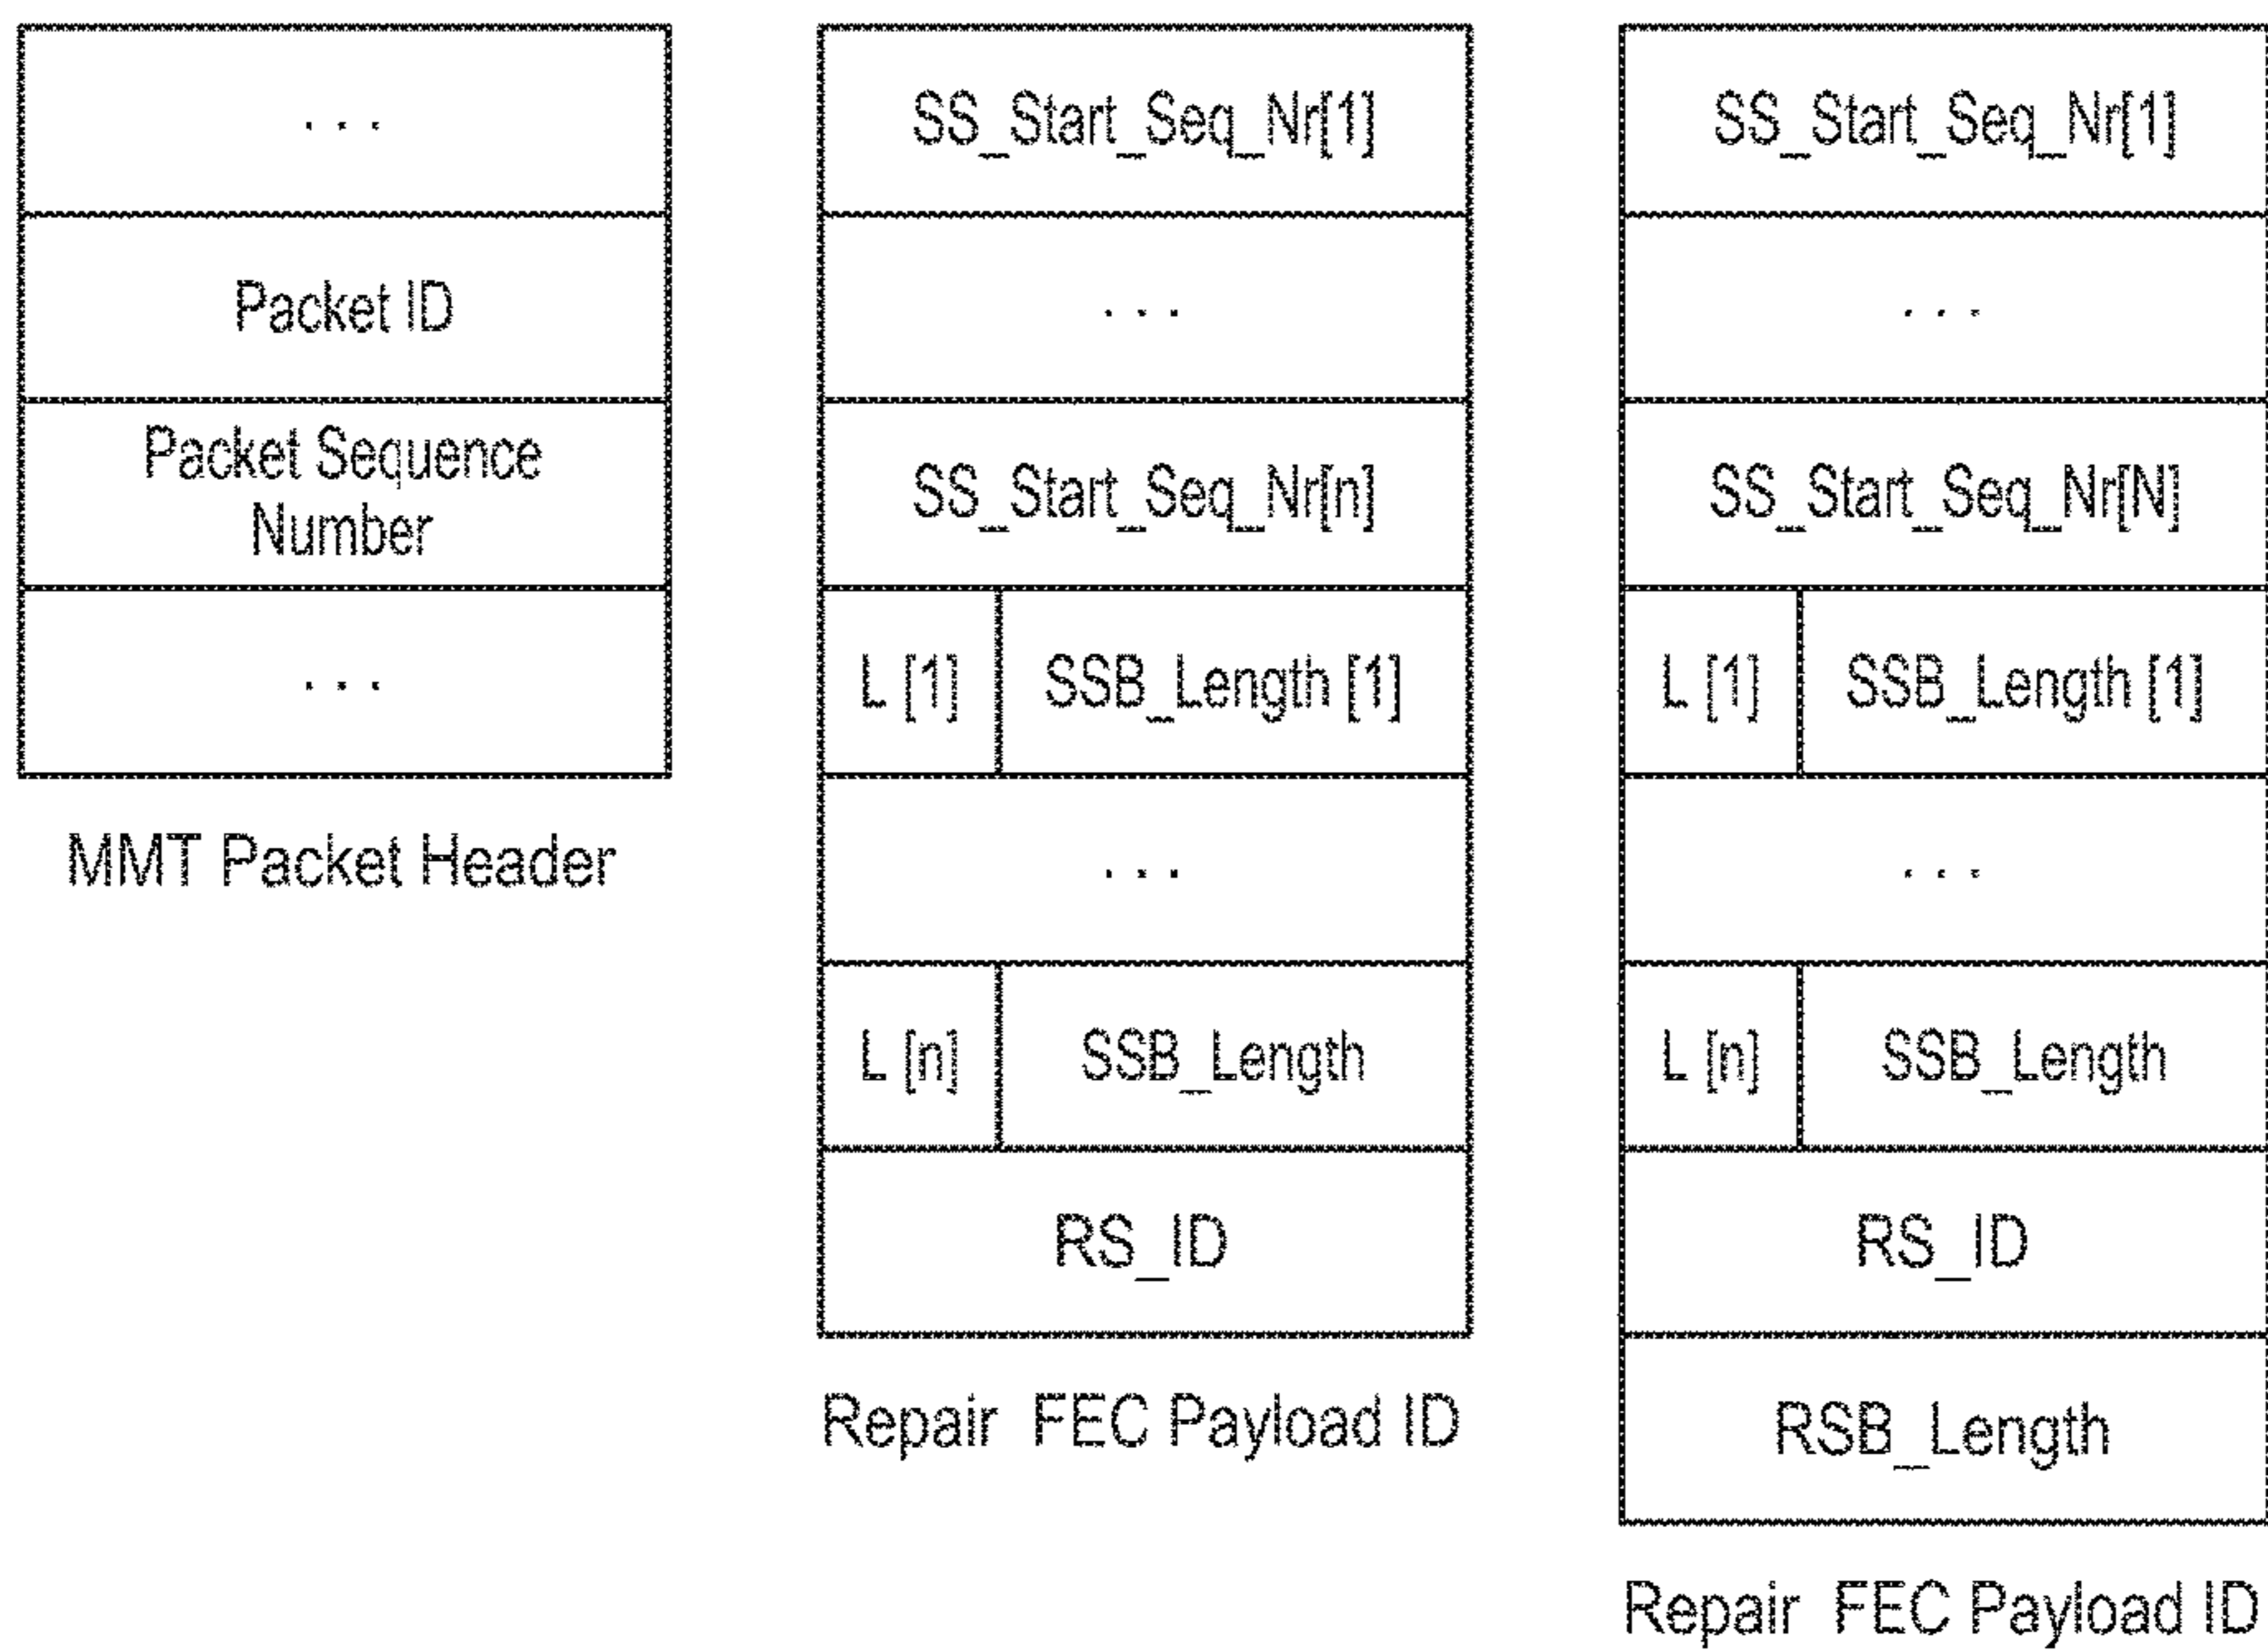 . . .
Packet ID
Packet Sequence
Number
. . .
MMT Packet Header
SS_Start_Seq_Nr[1]
. . .
SS_Start_Seq_Nr[n]
L [1] SSB_Length [1]
. . .
L [n] SSB_Length
RS_ID
Repair FEC Payload ID
SS_Start_Seq_Nr[1]
. . .
SS_Start_Seq_Nr[N]
L [1] SSB_Length [1]
. . .
L [n] SSB_Length
RS_ID
RSB_Length
Repair FEC Payload ID